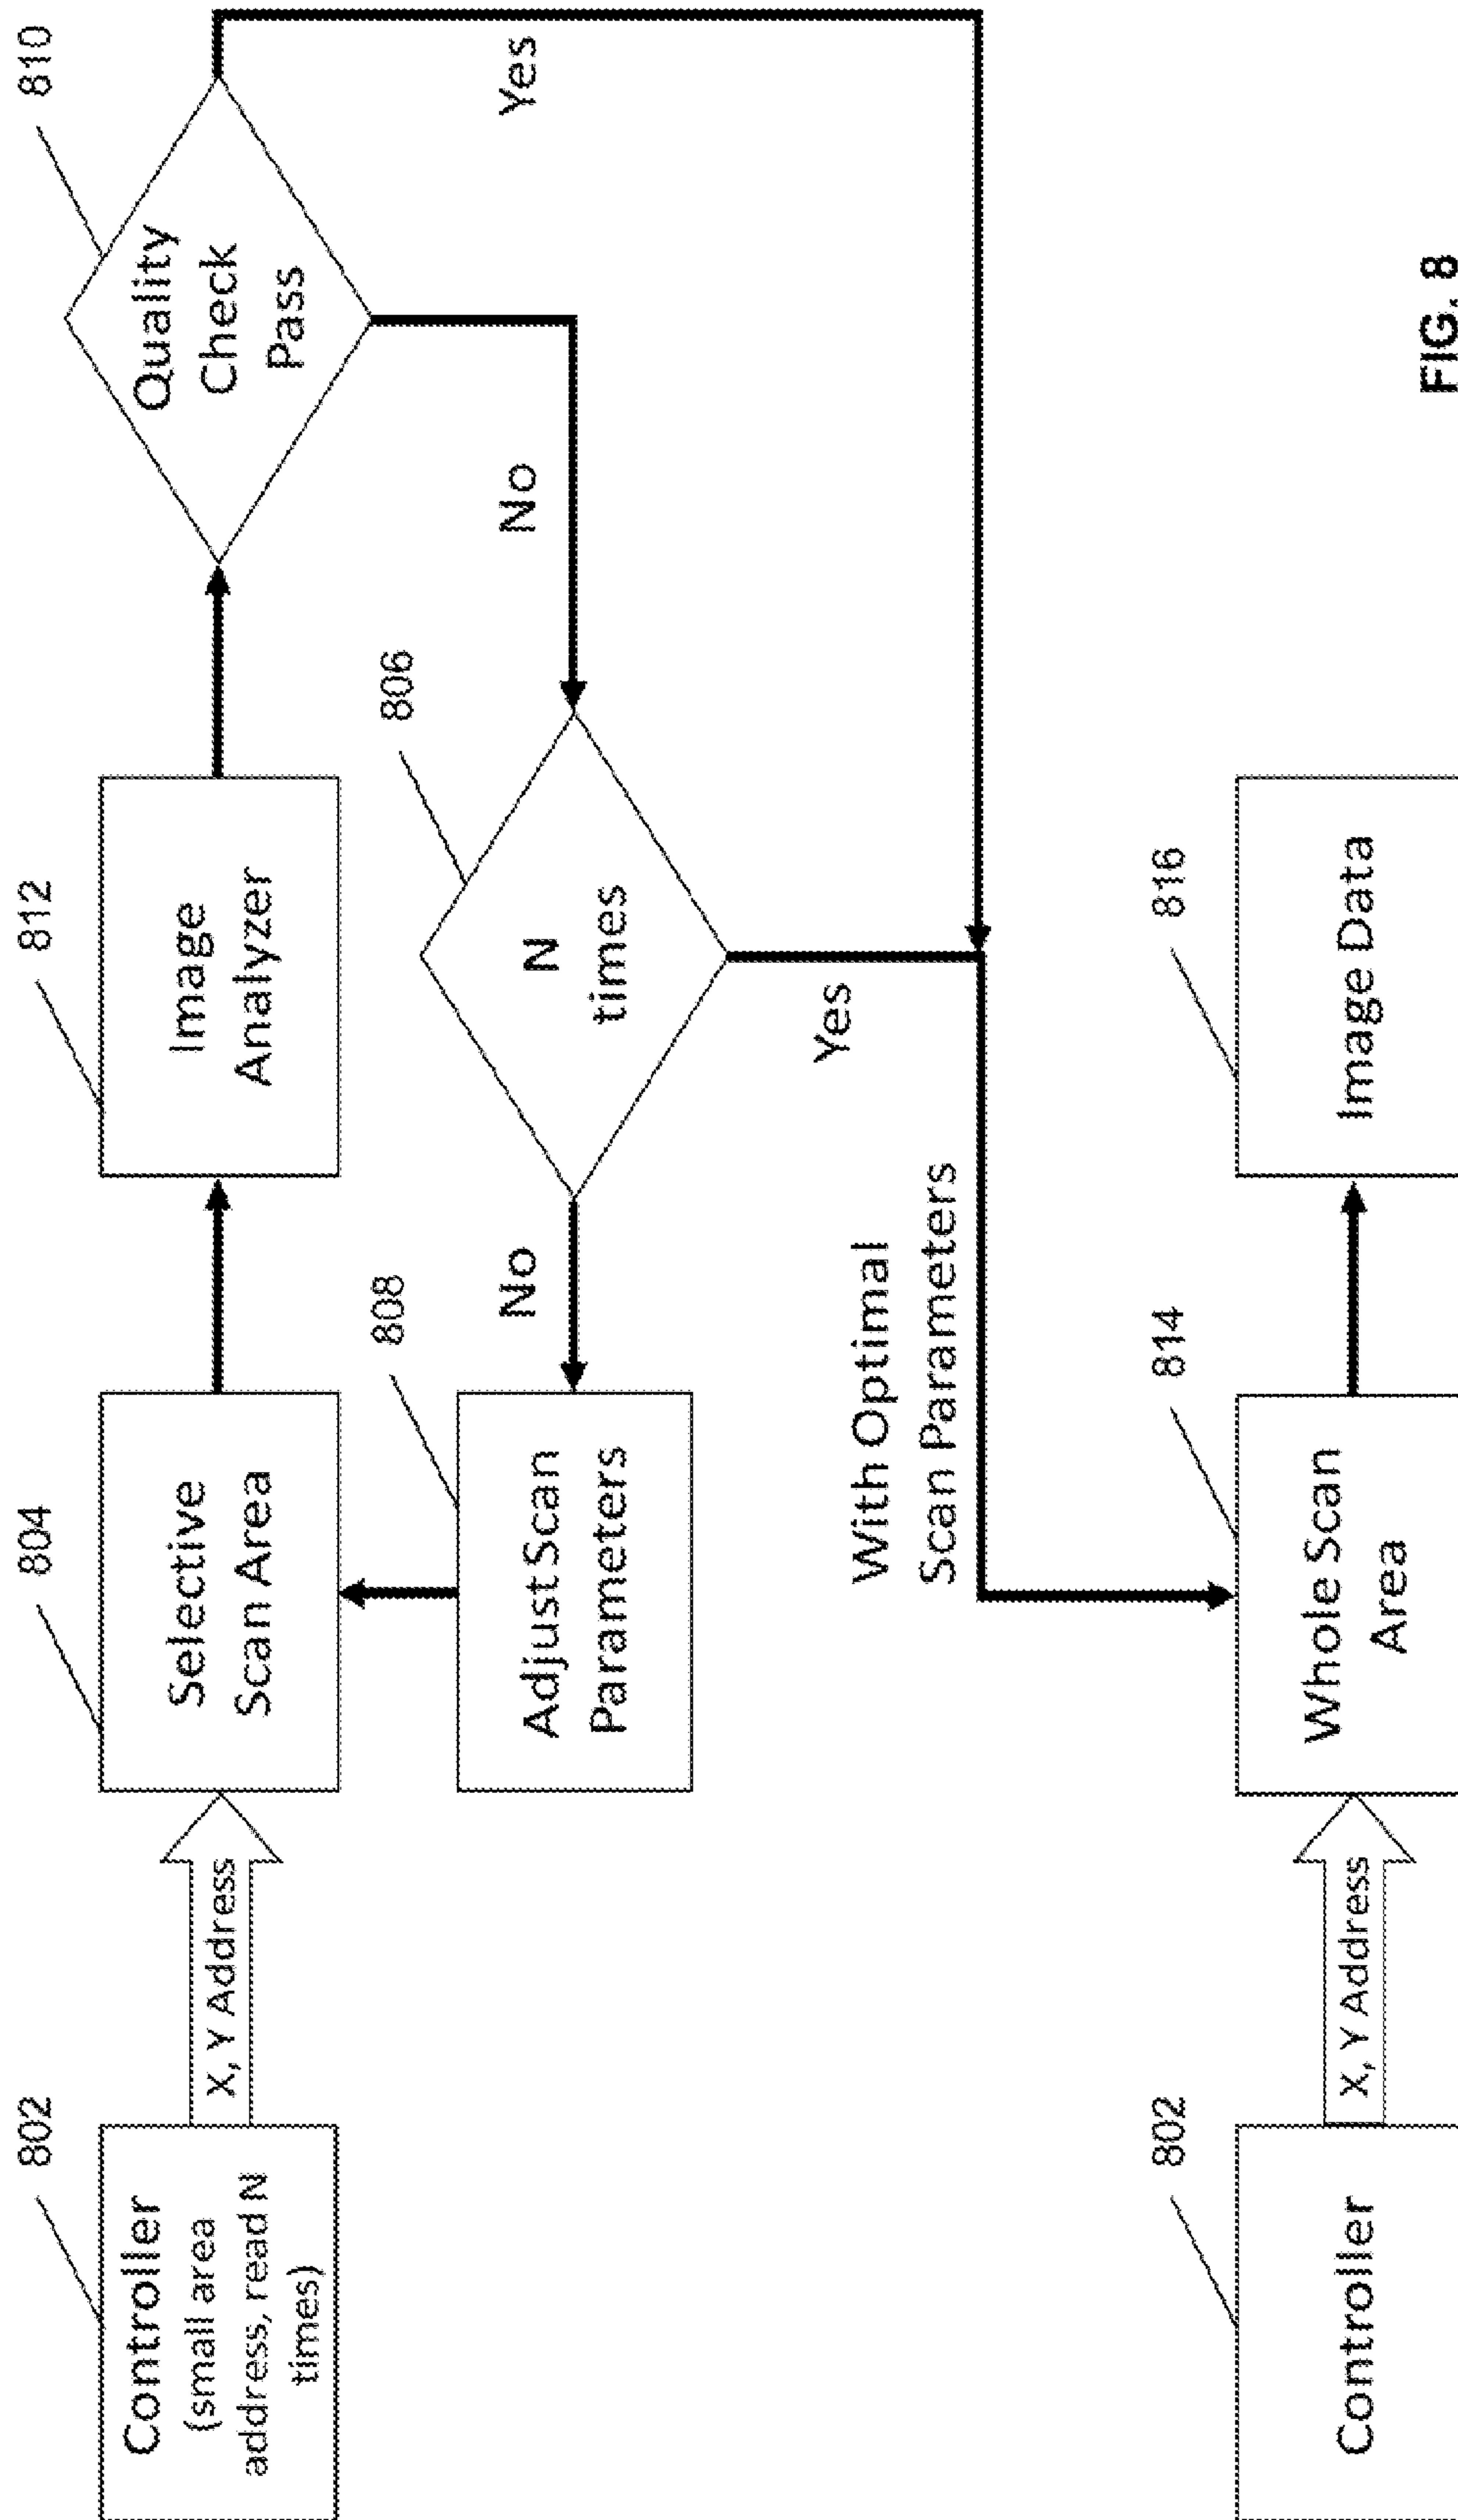 802
Controller
(small area
address, read N
times)
X, Y Address
804
Selective
Scan Area
812
Image
Analyzer
810
Quality
Check
Pass
808
Adjust Scan
Parameters
No
806
N
times
No
Yes
Yes
With Optimal
Scan Parameters
802
Controller
X, Y Address
814
Whole Scan
Area
816
Image Data
FIG. 8